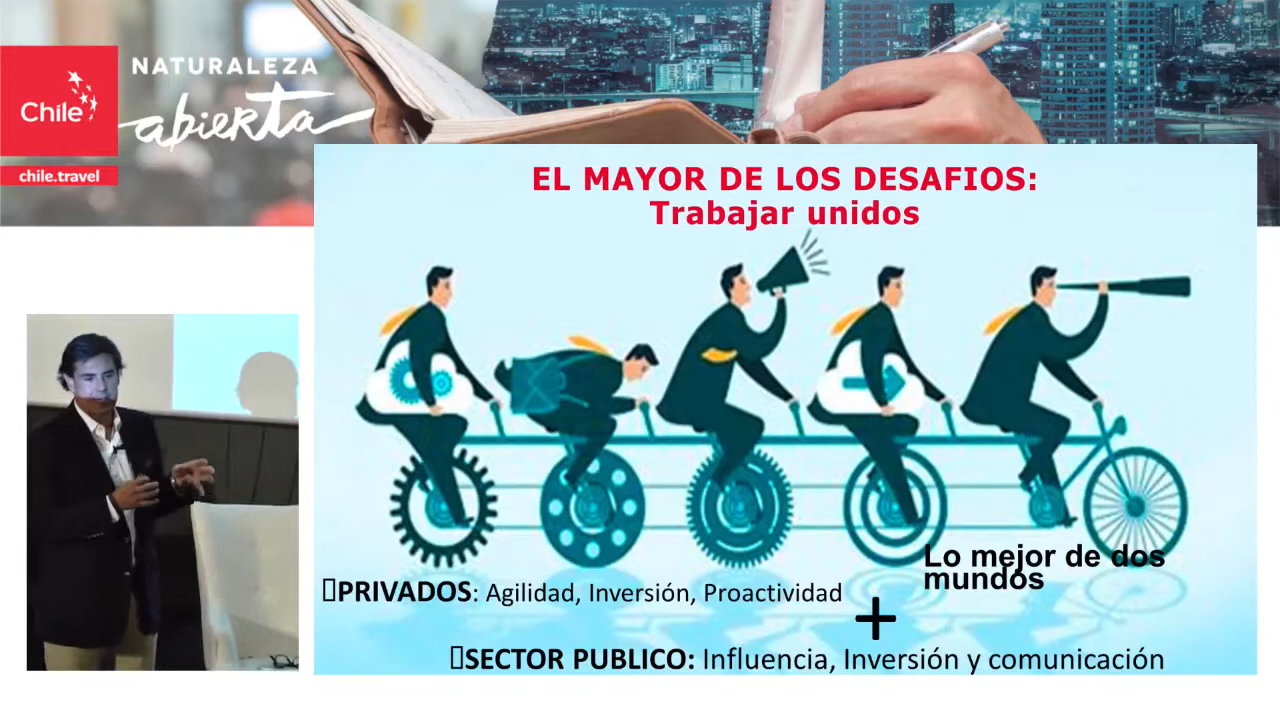 NATURALEZA
abierta
Chile
chile.travel
EL MAYOR DE LOS DESAFIOS:
Trabajar unidos
Lo mejor de dos
mundos
PRIVADOS: Agilidad, Inversión, Proactividad
+
SECTOR PUBLICO: Influencia, Inversión y comunicación